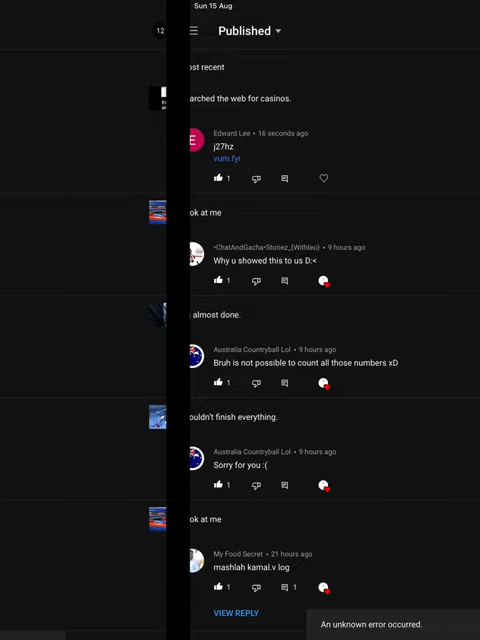 Sun 15 Aug
12
Published
ost recent
arched the web for casinos.
E
Edward Lee • 16 seconds ago
j27hz
vum.fyi
1
ok at me
•ChatAndGacha•Storiez_{Withleo} • 9 hours ago
Why u showed this to us D:<
1
almost done.
Australia Countryball Lol • 9 hours ago
Bruh is not possible to count all those numbers xD
1
ouldn't finish everything.
Australia Countryball Lol • 9 hours ago
Sorry for you :(
1
ok at me
My Food Secret • 21 hours ago
mashlah kamal.v log
1 1
VIEW REPLY
An unknown error occurred.